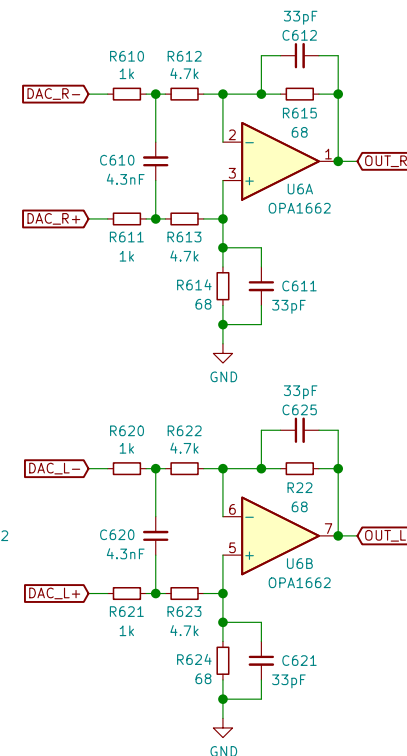 33pF
C612
R610
1k
R612
4.7k
DAC_R-
R615
68
2
-
C610
4.3nF
1
OUT_R
3
+
U6A
OPA1662
DAC_R+
R611
1k
R613
4.7k
R614
68
C611
33pF
GND
33pF
C625
R620
1k
R622
4.7k
DAC_L-
R22
68
6
-
2
C620
4.3nF
7
OUT_L
5
+
U6B
OPA1662
DAC_L+
R621
1k
R623
4.7k
R624
68
C621
33pF
GND